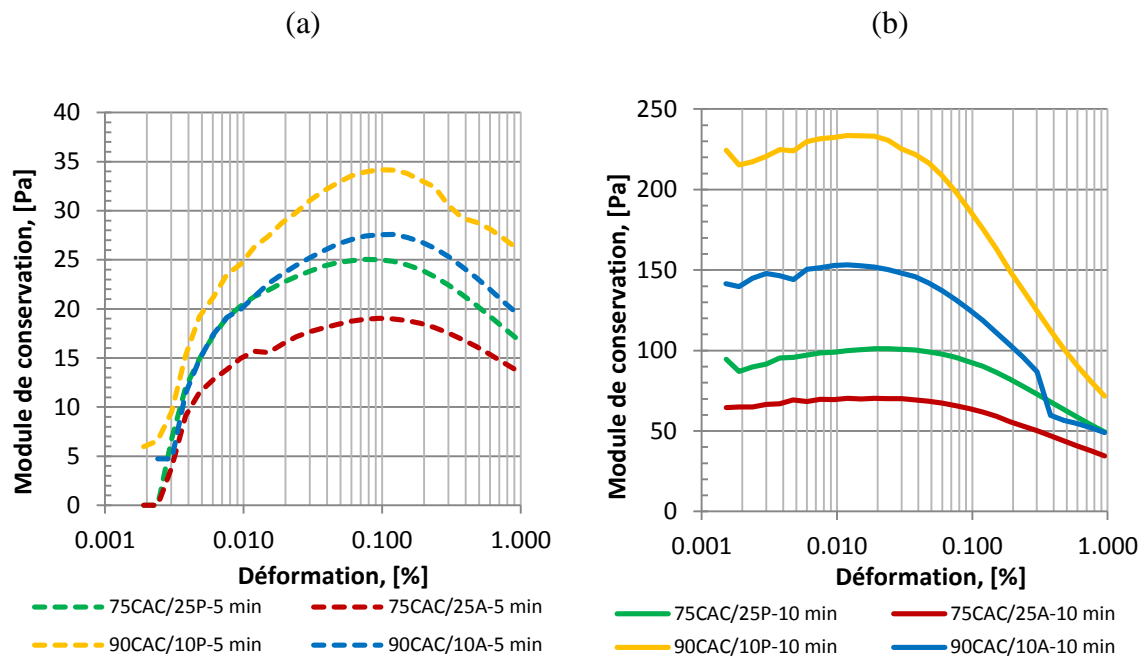 (a)
(b)
Module de conservation, [Pa]
40
35
30
25
20
15
10
5
0
0.001 0.010 0.100 1.000
Déformation, [%]
75CAC/25P-5 min 75CAC/25A-5 min
90CAC/10P-5 min 90CAC/10A-5 min
Module de conservation, [Pa]
250
200
150
100
50
0
0.001 0.010 0.100 1.000
Déformation, [%]
75CAC/25P-10 min 75CAC/25A-10 min
90CAC/10P-10 min 90CAC/10A-10 min